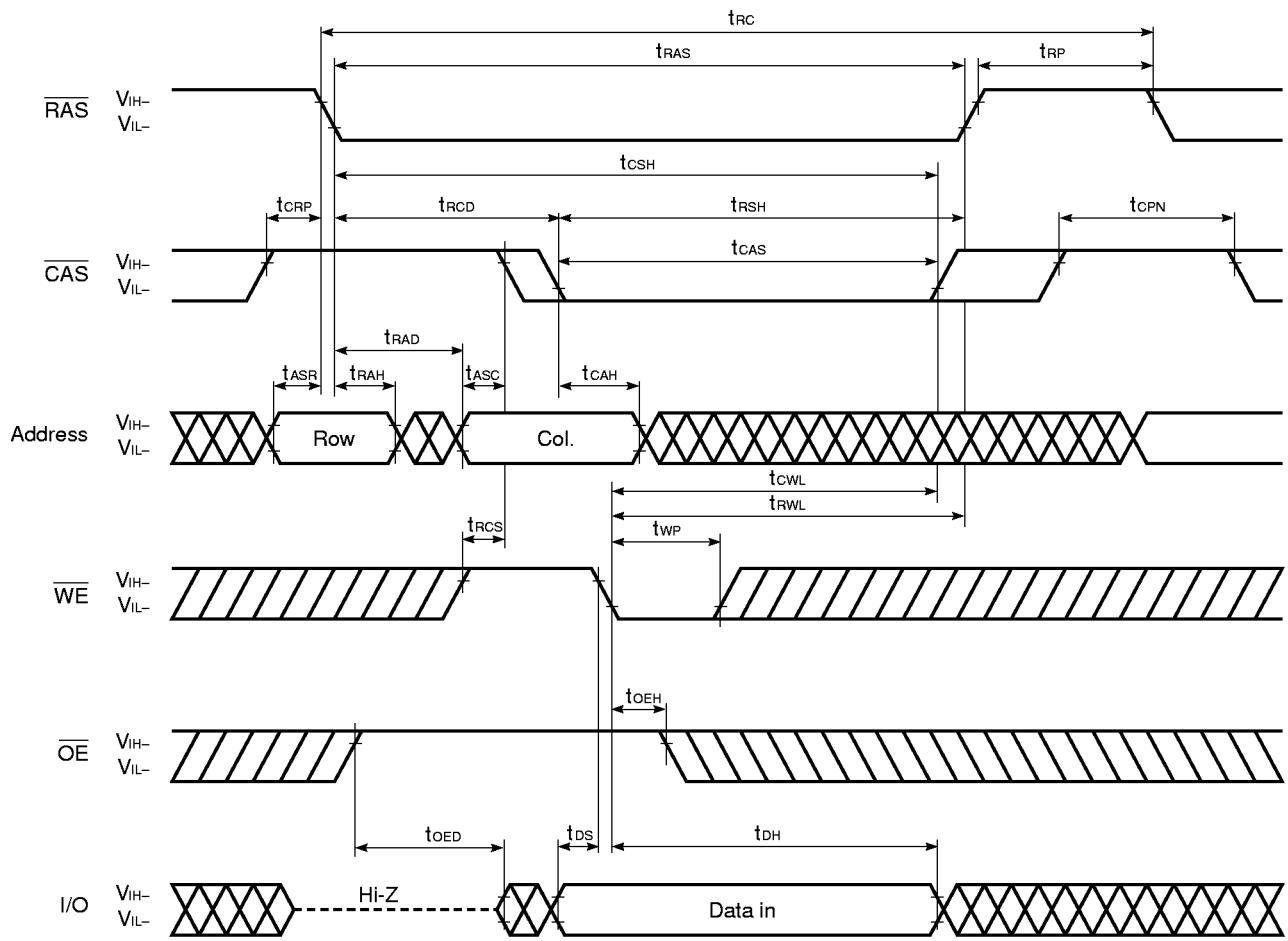 tRC
tRAS
tRP
RAS
VIH–
VIL–
tCSH
tCRP
tRCD
tRSH
tCPN
CAS
VIH–
VIL–
tCAS
tRAD
tASR
tRAH
tASC
tCAH
Address
VIH–
VIL–
Row
Col.
tCWL
tRWL
tRCS
tWP
WE
VIH–
VIL–
tOEH
OE
VIH–
VIL–
tOED
tDS
tDH
I/O
VIH–
VIL–
Hi-Z
Data in